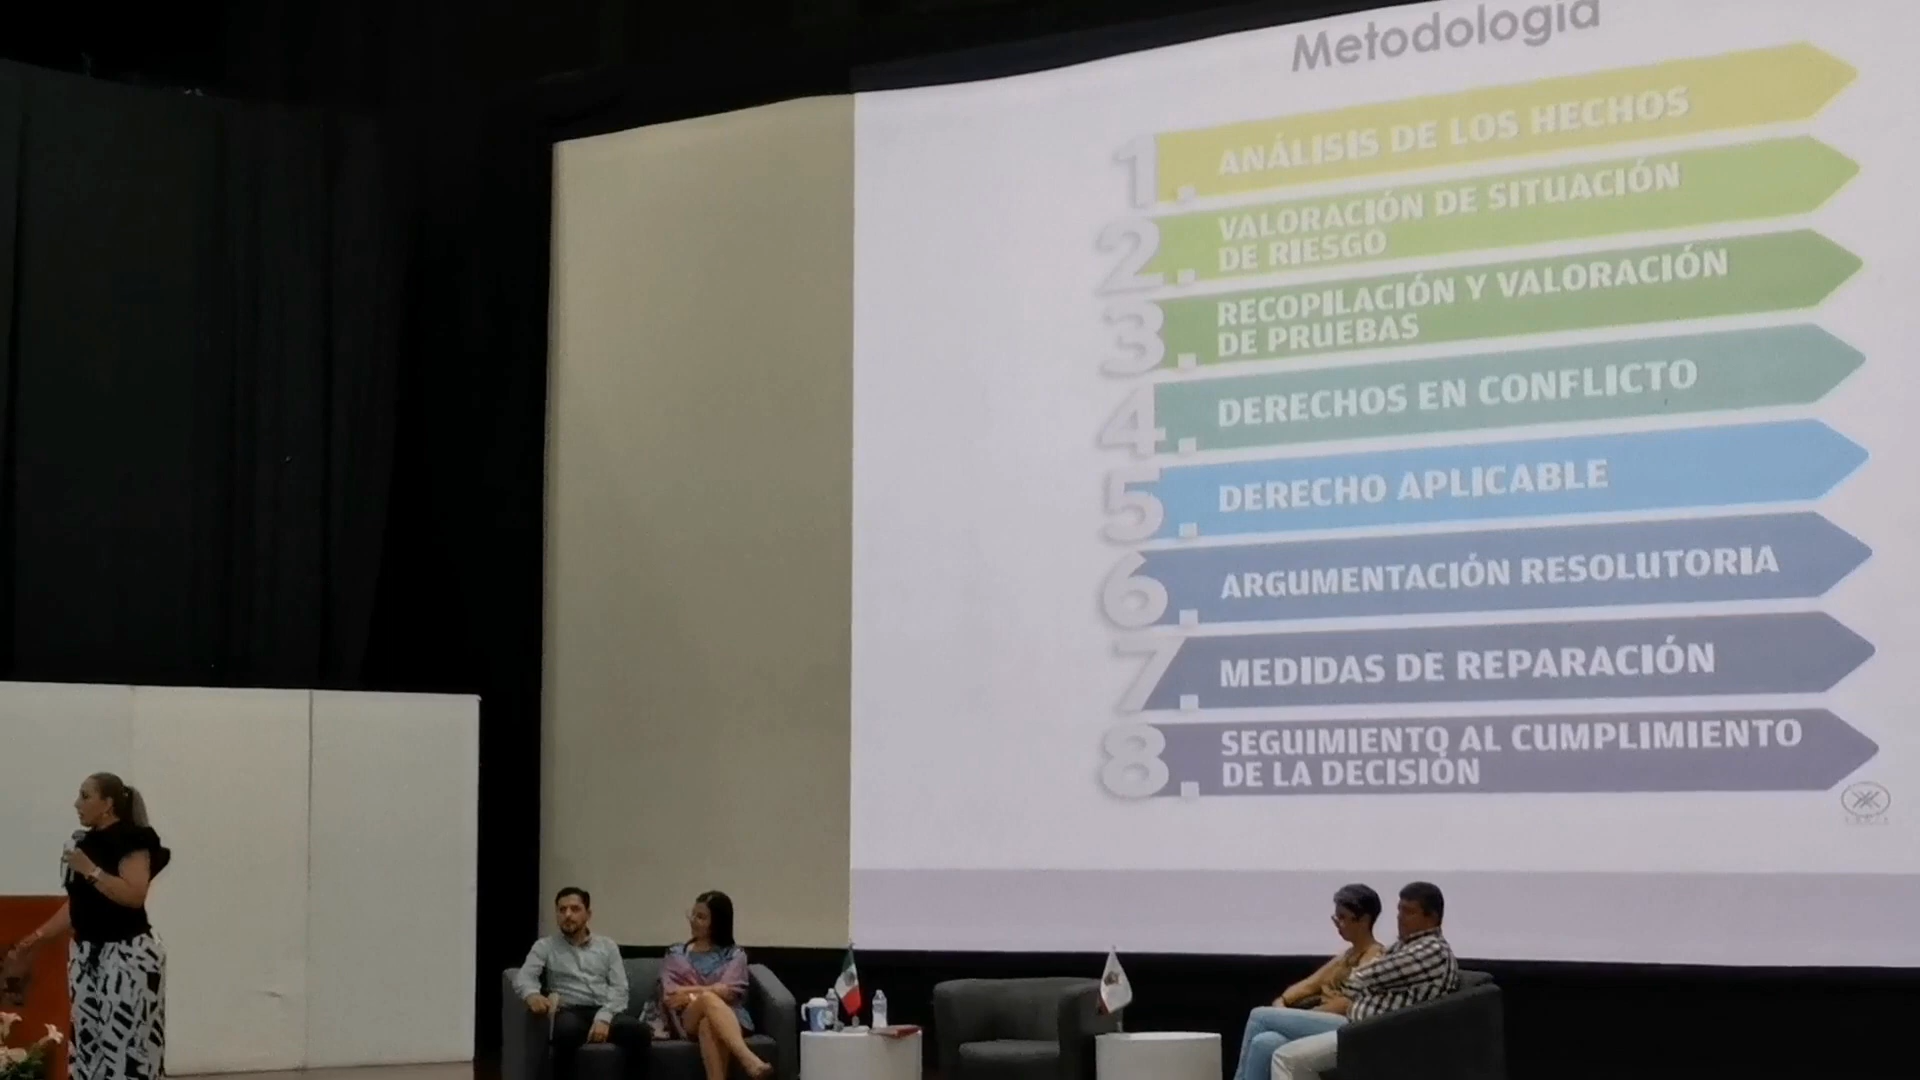 Metodología
1. ANÁLISIS DE LOS HECHOS
2. VALORACIÓN DE SITUACIÓN
DE RIESGO
3. RECOPILACIÓN Y VALORACIÓN
DE PRUEBAS
4. DERECHOS EN CONFLICTO
5. DERECHO APLICABLE
6. ARGUMENTACIÓN RESOLUTORIA
7. MEDIDAS DE REPARACIÓN
8. SEGUIMIENTO AL CUMPLIMIENTO
DE LA DECISIÓN